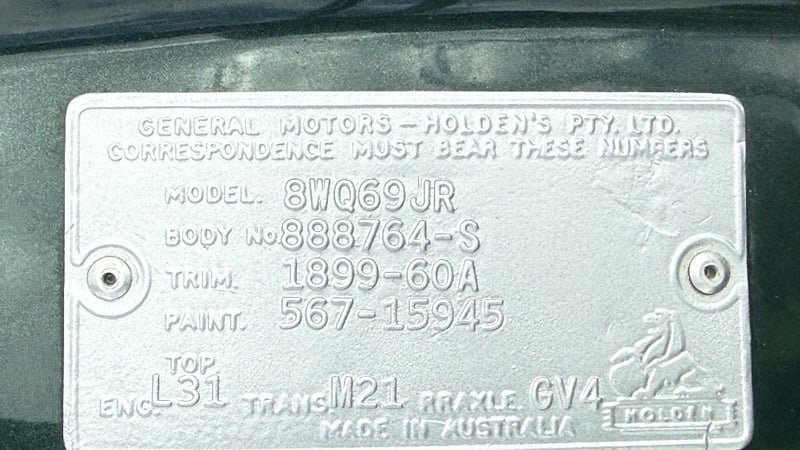 GENERAL MOTORS - HOLDEN'S PTY. LTD.
CORRESPONDENCE MUST BEAR THESE NUMBERS
MODEL. 8WQ69JR
BODY No. 888764-S
TRIM. 1899-60A
PAINT. 567-15945
TOP
ENG. L31 TRANS. M21 RRAXLE. GV4
HOLDEN
MADE IN AUSTRALIA